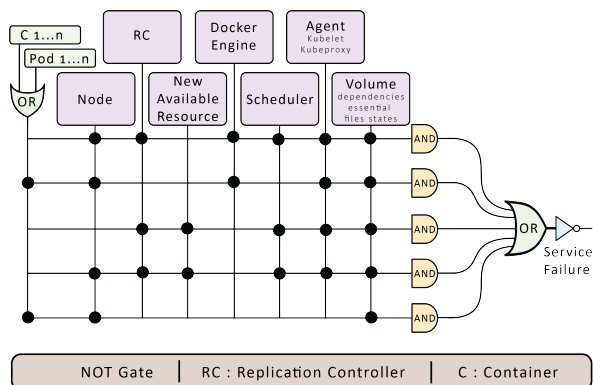 C 1...n
Pod 1...n
OR
RC
Docker
Engine
Agent
Kubelet
Kubeproxy
Node
New
Available
Resource
Scheduler
Volume
dependencies
essential
files states
AND
AND
AND
AND
AND
OR
Service
Failure
NOT Gate | RC : Replication Controller | C : Container